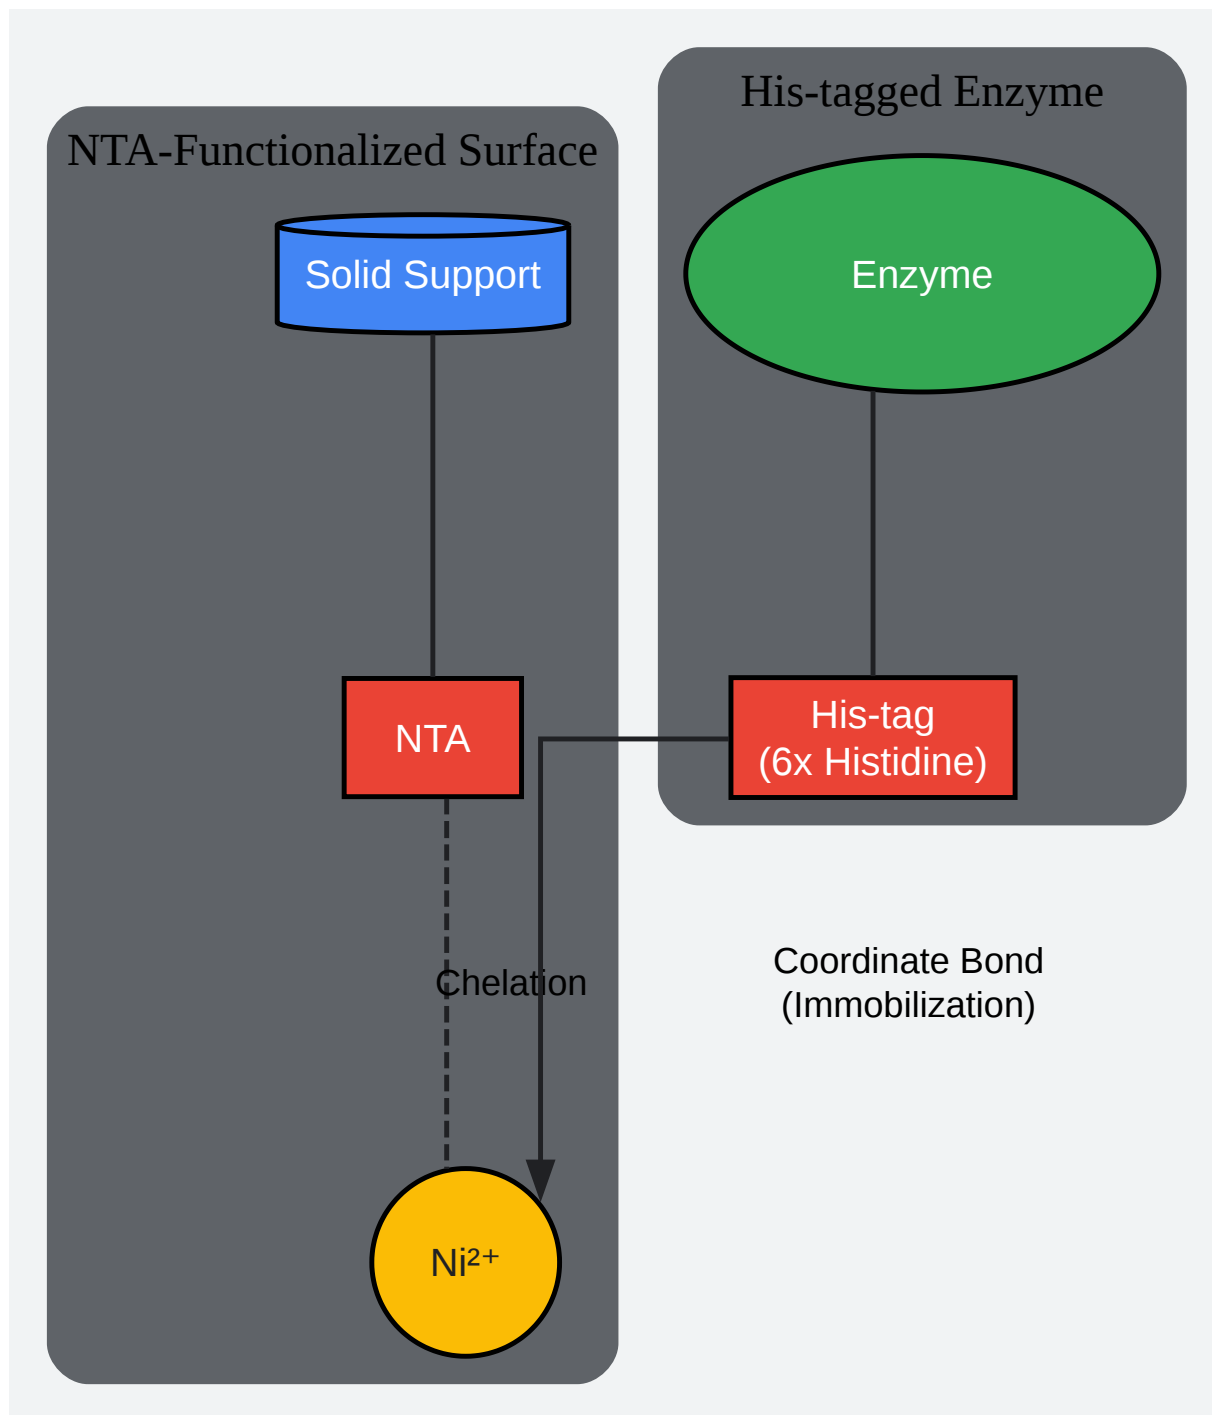 NTA-Functionalized Surface
His-tagged Enzyme
Solid Support
Enzyme
NTA
His-tag
(6x Histidine)
Chelation
Coordinate Bond
(Immobilization)
Ni²⁺